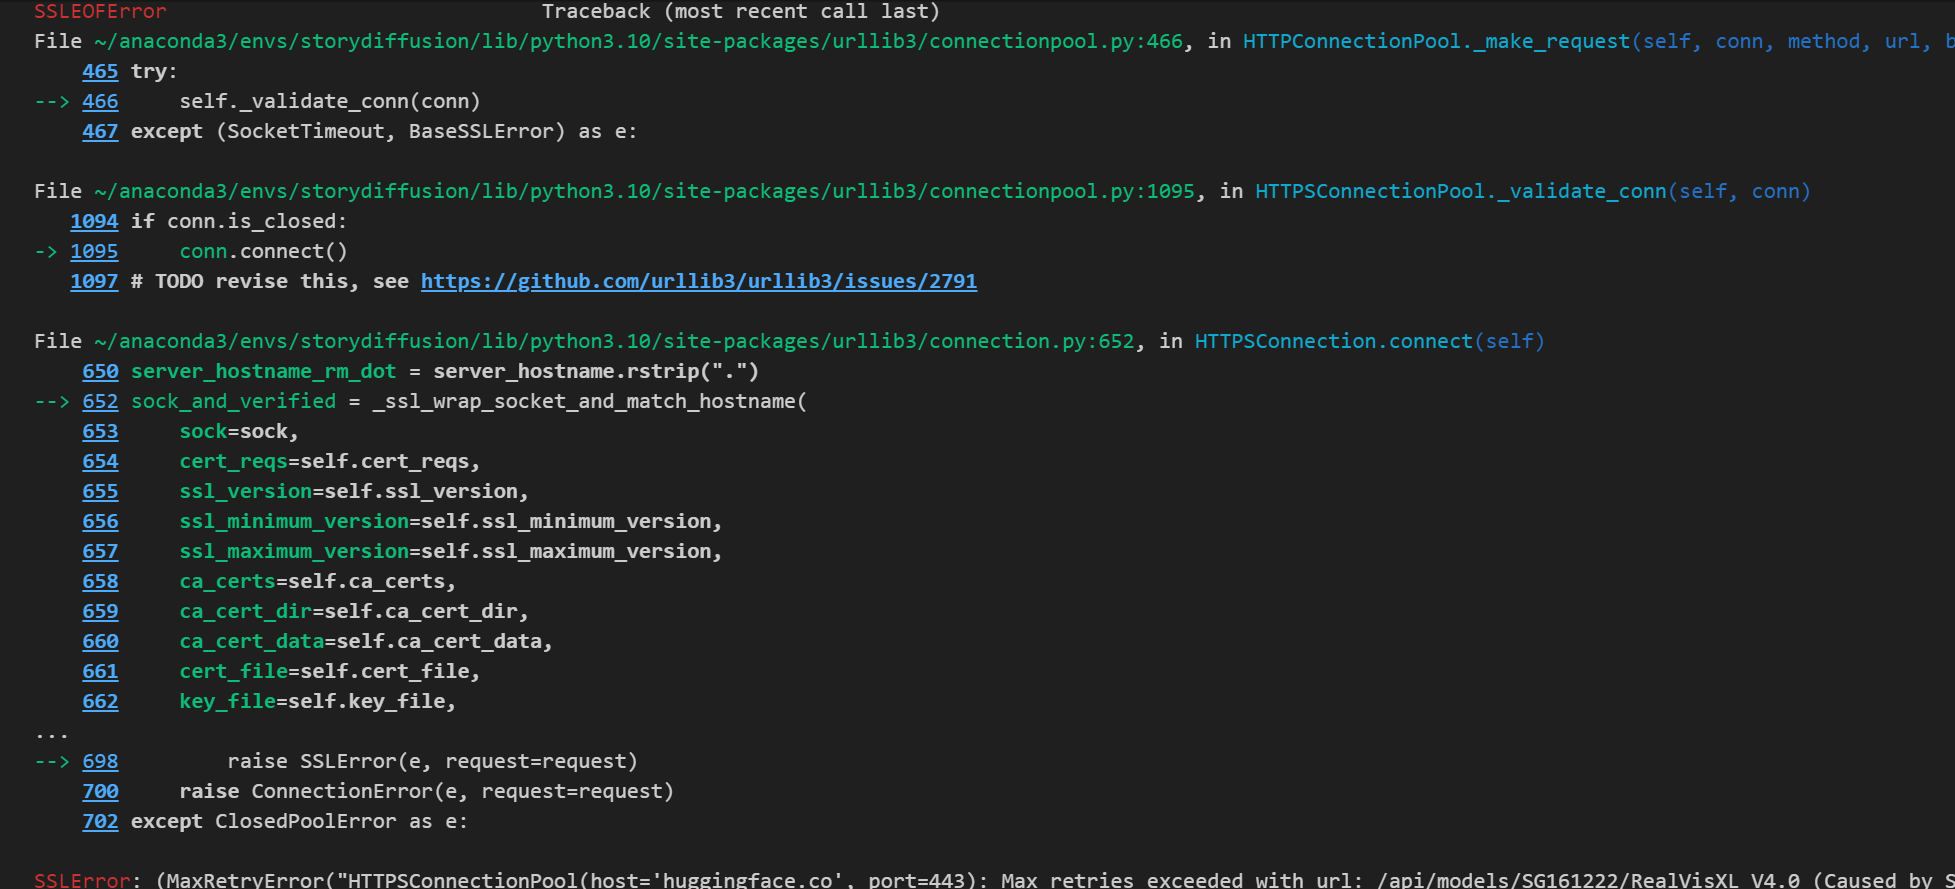 SSLEOFError Traceback (most recent call last)
File ~/anaconda3/envs/storydiffusion/lib/python3.10/site-packages/urllib3/connectionpool.py:466, in HTTPConnectionPool._make_request(self, conn, method, url, b
465 try:
--> 466 self._validate_conn(conn)
467 except (SocketTimeout, BaseSSLError) as e:
File ~/anaconda3/envs/storydiffusion/lib/python3.10/site-packages/urllib3/connectionpool.py:1095, in HTTPSConnectionPool._validate_conn(self, conn)
1094 if conn.is_closed:
-> 1095 conn.connect()
1097 # TODO revise this, see https://github.com/urllib3/urllib3/issues/2791
File ~/anaconda3/envs/storydiffusion/lib/python3.10/site-packages/urllib3/connection.py:652, in HTTPSConnection.connect(self)
650 server_hostname_rm_dot = server_hostname.rstrip(".")
--> 652 sock_and_verified = _ssl_wrap_socket_and_match_hostname(
653 sock=sock,
654 cert_reqs=self.cert_reqs,
655 ssl_version=self.ssl_version,
656 ssl_minimum_version=self.ssl_minimum_version,
657 ssl_maximum_version=self.ssl_maximum_version,
658 ca_certs=self.ca_certs,
659 ca_cert_dir=self.ca_cert_dir,
660 ca_cert_data=self.ca_cert_data,
661 cert_file=self.cert_file,
662 key_file=self.key_file,
...
--> 698 raise SSLError(e, request=request)
700 raise ConnectionError(e, request=request)
702 except ClosedPoolError as e:
SSLError: (MaxRetryError("HTTPSConnectionPool(host='huggingface.co', port=443): Max retries exceeded with url: /api/models/SG161222/RealVisXL_V4.0 (Caused by S